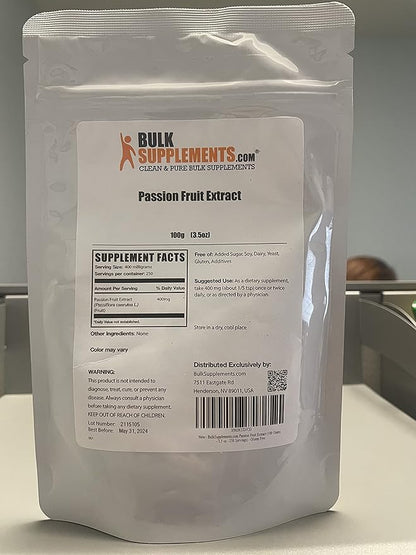 BULK
SUPPLEMENTS.COM®
CLEAN & PURE BULK SUPPLEMENTS
Passion Fruit Extract
100g (3.5oz)
SUPPLEMENT FACTS
Serving Size: 400 milligrams
Servings per container: 250
Amount Per Serving % Daily Value
Passion Fruit Extract 400mg
(Passiflora caerulea L.)
(fruit)
*Daily Value not established.
Other Ingredients: None
Color may vary
Free of: Added Sugar, Soy, Dairy, Yeast,
Gluten, Additives
Suggested Use: As a dietary supplement,
take 400 mg (about 1/5 tsp) once or twice
daily, or as directed by a physician.
Store in a dry, cool place
WARNING:
This product is not intended to
diagnose, treat, cure, or prevent any
disease. Always consult a physician
before taking any dietary supplement.
KEEP OUT OF REACH OF CHILDREN.
Lot Number: 2115105
Best Before: May 31, 2024
Distributed Exclusively by:
BulkSupplements.com
7511 Eastgate Rd
Henderson, NV 89011, USA